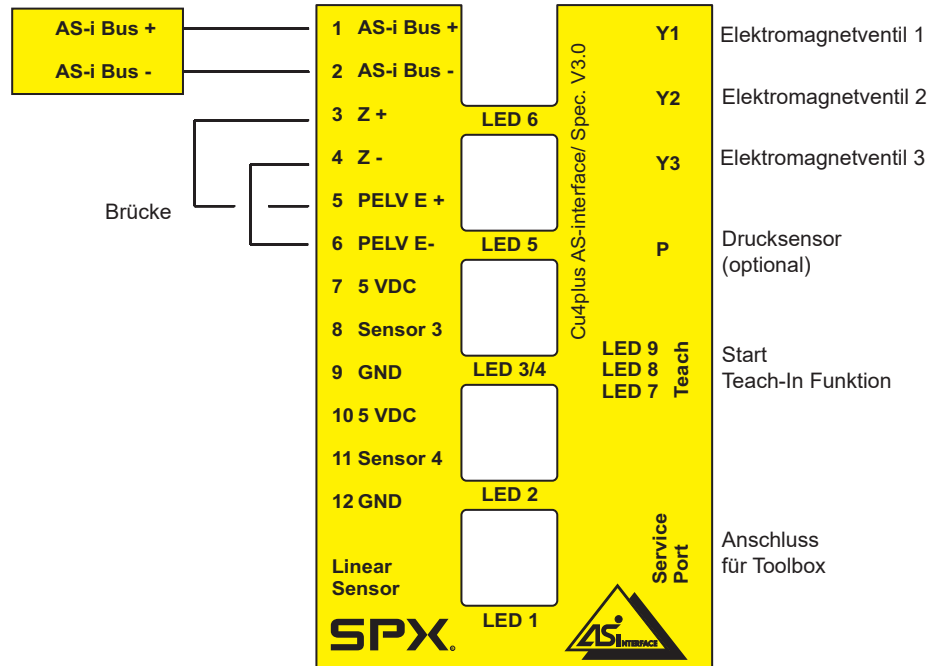 AS-i Bus +
AS-i Bus -
Brücke
1 AS-i Bus +
2 AS-i Bus -
3 Z +
4 Z -
5 PELV E +
6 PELV E-
7 5 VDC
8 Sensor 3
9 GND
10 5 VDC
11 Sensor 4
12 GND
Linear
Sensor
SPX.
LED 6
LED 5
LED 3/4
LED 2
LED 1
Cu4plus AS-interface/ Spec. V3.0
Y1
Y2
Y3
P
LED 9
LED 8
LED 7
Teach
Service
Port
ASi INTERFACE
Elektromagnetventil 1
Elektromagnetventil 2
Elektromagnetventil 3
Drucksensor
(optional)
Start
Teach-In Funktion
Anschluss
für Toolbox